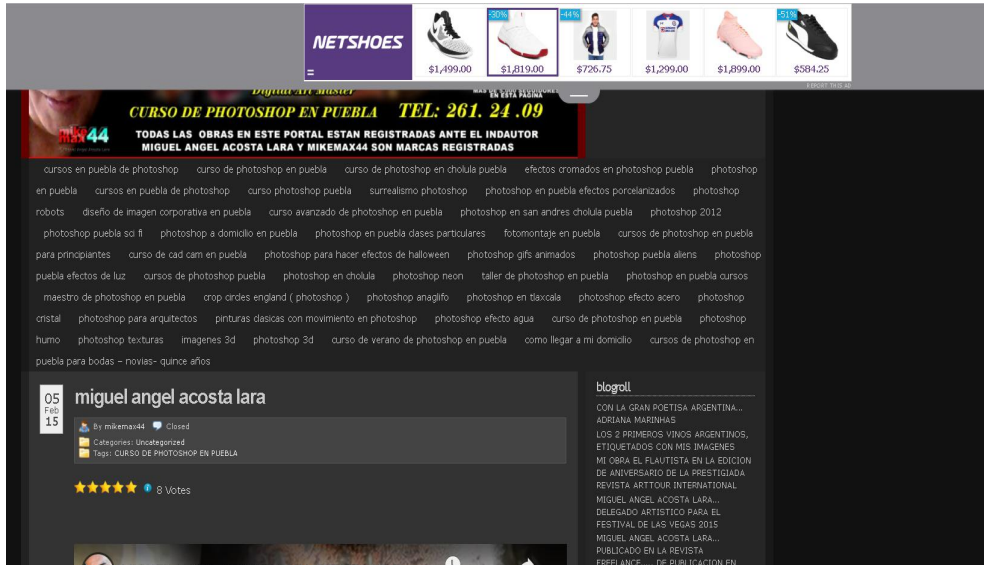 NETSHOES
-30%
-44%
-51%
$1,499.00
$1,819.00
$726.75
$1,299.00
$1,899.00
$584.25
REPORT THIS AD
Digital Art Master
MAS DE 5,000 SEGUIDORES
EN ESTA PAGINA
CURSO DE PHOTOSHOP EN PUEBLA TEL: 261. 24 .09
TODAS LAS OBRAS EN ESTE PORTAL ESTAN REGISTRADAS ANTE EL INDAUTOR
MIGUEL ANGEL ACOSTA LARA Y MIKEMAX44 SON MARCAS REGISTRADAS
cursos en puebla de photoshop curso de photoshop en puebla curso de photoshop en cholula puebla efectos cromados en photoshop puebla photoshop
en puebla cursos en puebla de photoshop curso photoshop puebla surrealismo photoshop photoshop en puebla efectos porcelanizados photoshop
robots diseño de imagen corporativa en puebla curso avanzado de photoshop en puebla photoshop en san andres cholula puebla photoshop 2012
photoshop puebla sci fi photoshop a domicilio en puebla photoshop en puebla clases particulares fotomontaje en puebla cursos de photoshop en puebla
para principiantes curso de cad cam en puebla photoshop para hacer efectos de halloween photoshop gifs animados photoshop puebla aliens photoshop
puebla efectos de luz cursos de photoshop puebla photoshop en cholula photoshop neon taller de photoshop en puebla photoshop en puebla cursos
maestro de photoshop en puebla crop circles england ( photoshop ) photoshop anaglifo photoshop en tlaxcala photoshop efecto acero photoshop
cristal photoshop para arquitectos pinturas clasicas con movimiento en photoshop photoshop efecto agua curso de photoshop en puebla photoshop
humo photoshop texturas imagenes 3d photoshop 3d curso de verano de photoshop en puebla como llegar a mi domicilio cursos de photoshop en
puebla para bodas – novias- quince años
05
Feb
15
miguel angel acosta lara
By mikemax44 Closed
Categories: Uncategorized
Tags: CURSO DE PHOTOSHOP EN PUEBLA
8 Votes
blogroll
CON LA GRAN POETISA ARGENTINA...
ADRIANA MARINHAS
LOS 2 PRIMEROS VINOS ARGENTINOS,
ETIQUETADOS CON MIS IMAGENES
MI OBRA EL FLAUTISTA EN LA EDICION
DE ANIVERSARIO DE LA PRESTIGIADA
REVISTA ARTTOUR INTERNATIONAL
MIGUEL ANGEL ACOSTA LARA...
DELEGADO ARTISTICO PARA EL
FESTIVAL DE LAS VEGAS 2015
MIGUEL ANGEL ACOSTA LARA...
PUBLICADO EN LA REVISTA
FREELANCE.... DE PUBLICACION EN